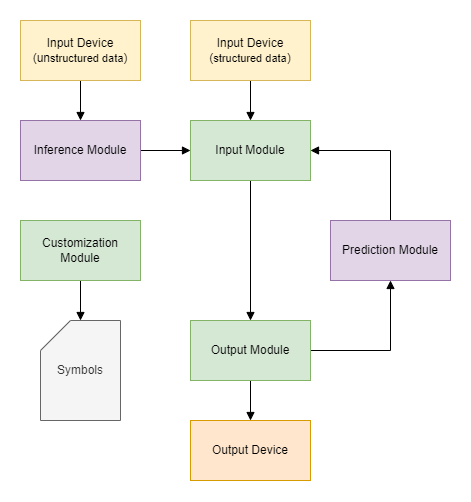 Input Device
(unstructured data)
Input Device
(structured data)
Inference Module
Input Module
Customization
Module
Prediction Module
Symbols
Output Module
Output Device